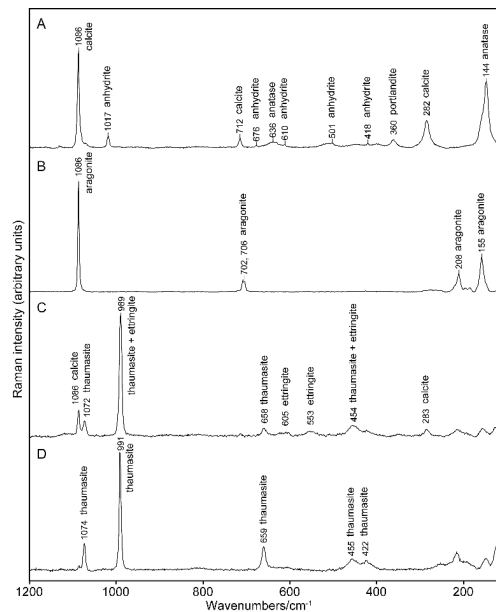 A
1086
calcite
1017 anhydrite
712 calcite
676 anhydrite
636 anatase
610 anhydrite
501 anhydrite
418 anhydrite
360 portlandite
282 calcite
144 anatase
B
1086
aragonite
702, 706 aragonite
208 aragonite
155 aragonite
C
1086 calcite
1072 thaumasite
989
thaumasite + ettringite
658 thaumasite
605 ettringite
553 ettringite
454 thaumasite + ettringite
283 calcite
D
1074 thaumasite
991
thaumasite
659 thaumasite
455 thaumasite
422 thaumasite
Raman intensity (arbitrary units)
1200 1000 800 600 400 200
Wavenumbers/cm-1